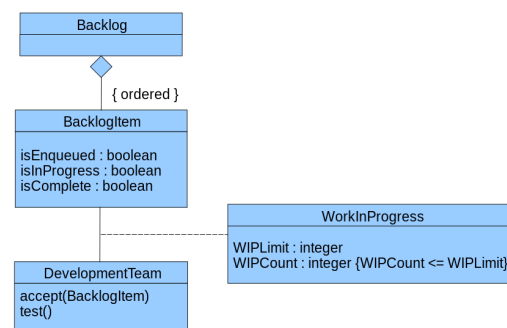 Backlog
{ ordered }
BacklogItem
isEnqueued : boolean
isInProgress : boolean
isComplete : boolean
WorkInProgress
WIPLimit : integer
WIPCount : integer {WIPCount <= WIPLimit}
DevelopmentTeam
accept(BacklogItem)
test()